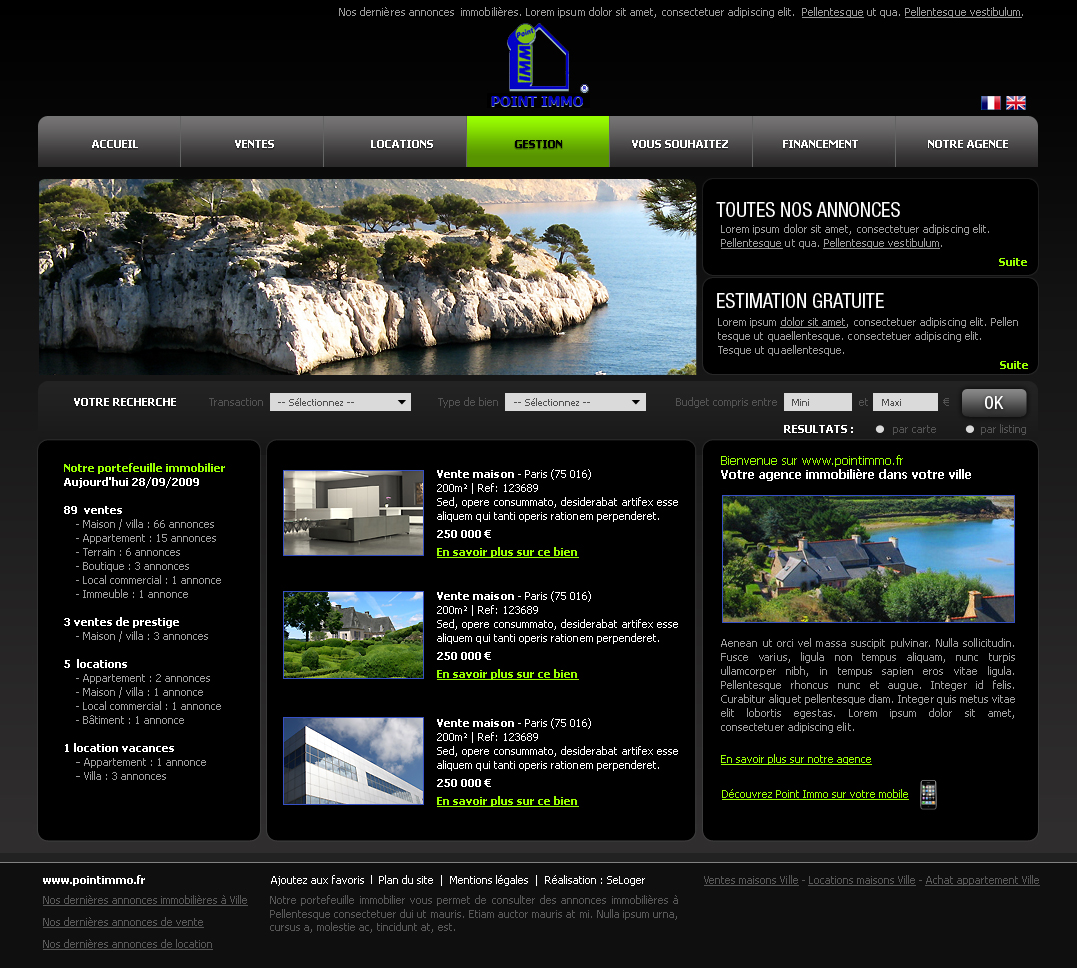 Nos dernières annonces immobilières. Lorem ipsum dolor sit amet, consectetuer adipiscing elit. Pellentesque ut qua. Pellentesque vestibulum.
Point
IMMO
POINT IMMO ®
ACCUEIL
VENTES
LOCATIONS
GESTION
VOUS SOUHAITEZ
FINANCEMENT
NOTRE AGENCE
TOUTES NOS ANNONCES
Lorem ipsum dolor sit amet, consectetuer adipiscing elit.
Pellentesque ut qua. Pellentesque vestibulum.
Suite
ESTIMATION GRATUITE
Lorem ipsum dolor sit amet, consectetuer adipiscing elit. Pellen
tesque ut quaellentesque. consectetuer adipiscing elit.
Tesque ut quaellentesque.
Suite
VOTRE RECHERCHE
Transaction
-- Sélectionnez --
Type de bien
-- Sélectionnez --
Budget compris entre
Mini
et
Maxi
€
OK
RESULTATS :
par carte
par listing
Notre portefeuille immobilier
Aujourd'hui 28/09/2009
89 ventes
- Maison / villa : 66 annonces
- Appartement : 15 annonces
- Terrain : 6 annonces
- Boutique : 3 annonces
- Local commercial : 1 annonce
- Immeuble : 1 annonce
3 ventes de prestige
- Maison / villa : 3 annonces
5 locations
- Appartement : 2 annonces
- Maison / villa : 1 annonce
- Local commercial : 1 annonce
- Bâtiment : 1 annonce
1 location vacances
- Appartement : 1 annonce
- Villa : 3 annonces
Vente maison - Paris (75 016)
200m² | Ref: 123689
Sed, opere consummato, desiderabat artifex esse
aliquem qui tanti operis rationem perpenderet.
250 000 €
En savoir plus sur ce bien
Vente maison - Paris (75 016)
200m² | Ref: 123689
Sed, opere consummato, desiderabat artifex esse
aliquem qui tanti operis rationem perpenderet.
250 000 €
En savoir plus sur ce bien
Vente maison - Paris (75 016)
200m² | Ref: 123689
Sed, opere consummato, desiderabat artifex esse
aliquem qui tanti operis rationem perpenderet.
250 000 €
En savoir plus sur ce bien
Bienvenue sur www.pointimmo.fr
Votre agence immobilière dans votre ville
Aenean ut orci vel massa suscipit pulvinar. Nulla sollicitudin.
Fusce varius, ligula non tempus aliquam, nunc turpis
ullamcorper nibh, in tempus sapien eros vitae ligula.
Pellentesque rhoncus nunc et augue. Integer id felis.
Curabitur aliquet pellentesque diam. Integer quis metus vitae
elit lobortis egestas. Lorem ipsum dolor sit amet,
consectetuer adipiscing elit.
En savoir plus sur notre agence
Découvrez Point Immo sur votre mobile
www.pointimmo.fr
Nos dernières annonces immobilières à Ville
Nos dernières annonces de vente
Nos dernières annonces de location
Ajoutez aux favoris | Plan du site | Mentions légales | Réalisation : SeLoger
Notre portefeuille immobilier vous permet de consulter des annonces immobilières à
Pellentesque consectetuer dui ut mauris. Etiam auctor mauris at mi. Nulla ipsum urna,
cursus a, molestie ac, tincidunt at, est.
Ventes maisons Ville - Locations maisons Ville - Achat appartement Ville